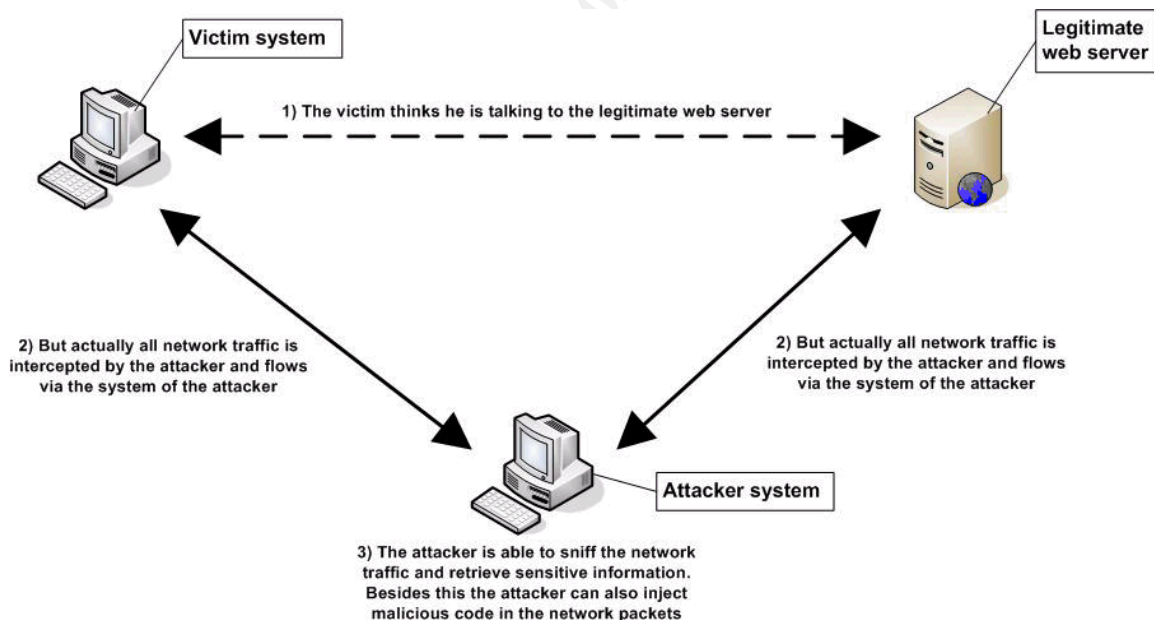 Victim system
Legitimate
web server
1) The victim thinks he is talking to the legitimate web server
2) But actually all network traffic is
intercepted by the attacker and flows
via the system of the attacker
2) But actually all network traffic is
intercepted by the attacker and flows
via the system of the attacker
Attacker system
3) The attacker is able to sniff the network
traffic and retrieve sensitive information.
Besides this the attacker can also inject
malicious code in the network packets